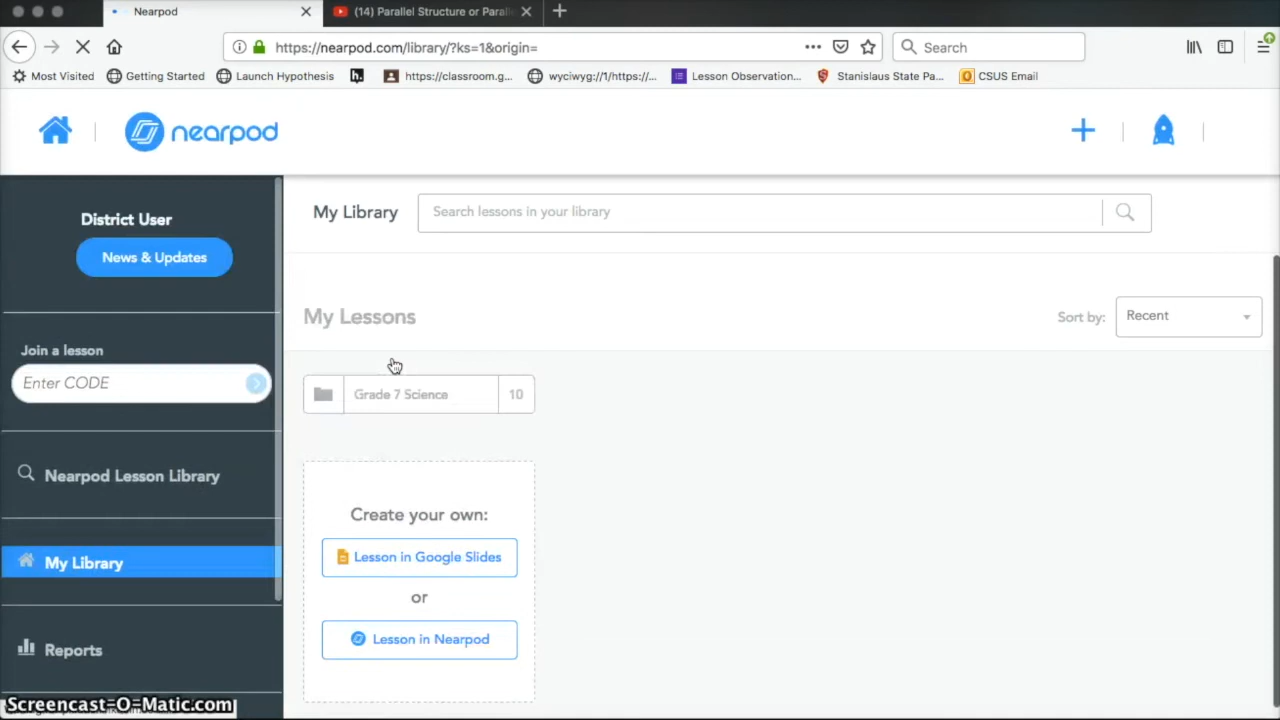 Nearpod
(14) Parallel Structure or Paralle
https://nearpod.com/library/?ks=1&origin=
Search
Most Visited
Getting Started
Launch Hypothesis
h.
https://classroom.g...
wyciwyg://1/https://...
Lesson Observation...
Stanislaus State Pa...
CSUS Email
nearpod
District User
News & Updates
Join a lesson
Enter CODE
Nearpod Lesson Library
My Library
Reports
My Library
Search lessons in your library
My Lessons
Sort by:
Recent
Grade 7 Science
10
Create your own:
Lesson in Google Slides
or
Lesson in Nearpod
Screencast-O-Matic.com